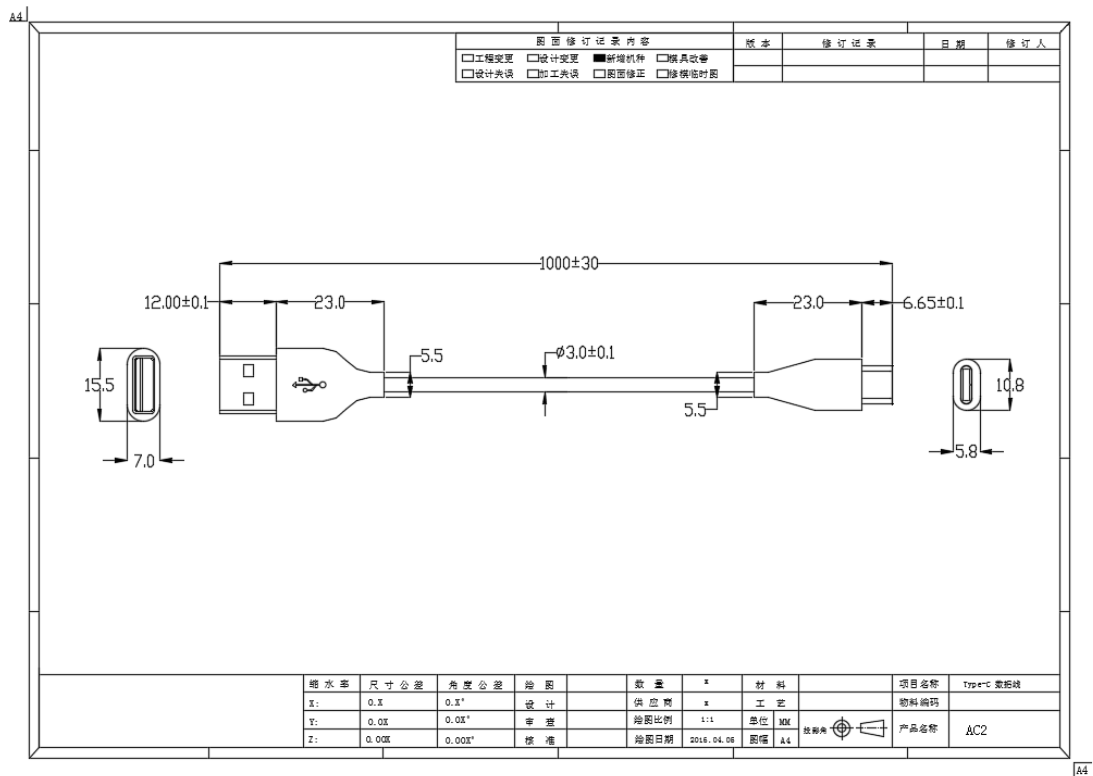 A4
图面修订记录内容 版本 修订记录 日期 修订人
工程变更 设计变更 新增机种 模具改善
设计失误 加工失误 图面修正 修模临时图
1000±30
12.00±0.1 23.0 23.0 6.65±0.1
15.5 5.5 Ø3.0±0.1 5.5 10.8
7.0 5.8
缩水率 尺寸公差 角度公差 绘图 数量 x 材料 项目名称 Type-C 数据线
X: 0.X 0.X° 设计 供应商 x 工艺 物料编码
Y: 0.0X 0.0X° 审查 绘图比例 1:1 单位 MM 投影角 产品名称 AC2
Z: 0.00X 0.00X° 核准 绘图日期 2016.04.06 图幅 A4
A4